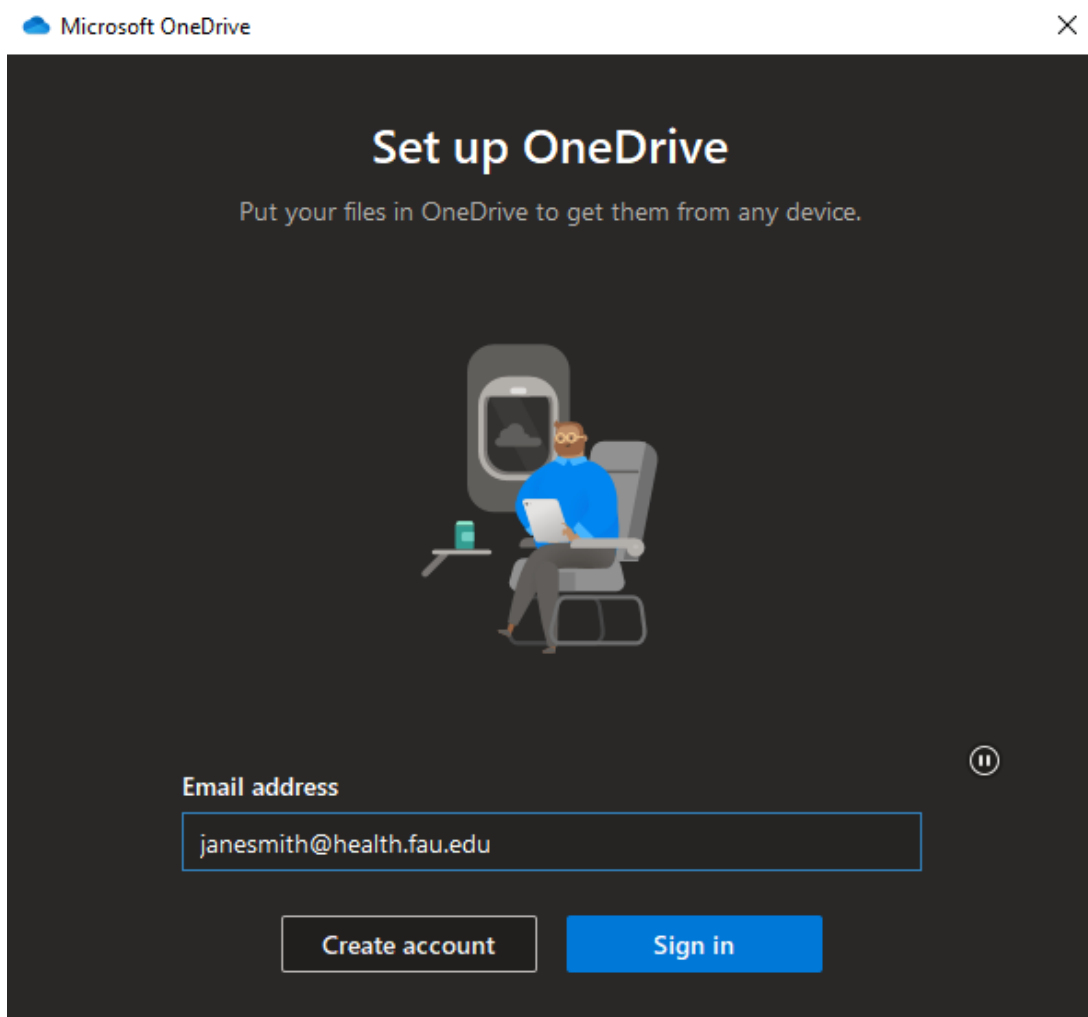 Microsoft OneDrive
Set up OneDrive
Put your files in OneDrive to get them from any device.
Email address
janesmith@health.fau.edu
Create account
Sign in